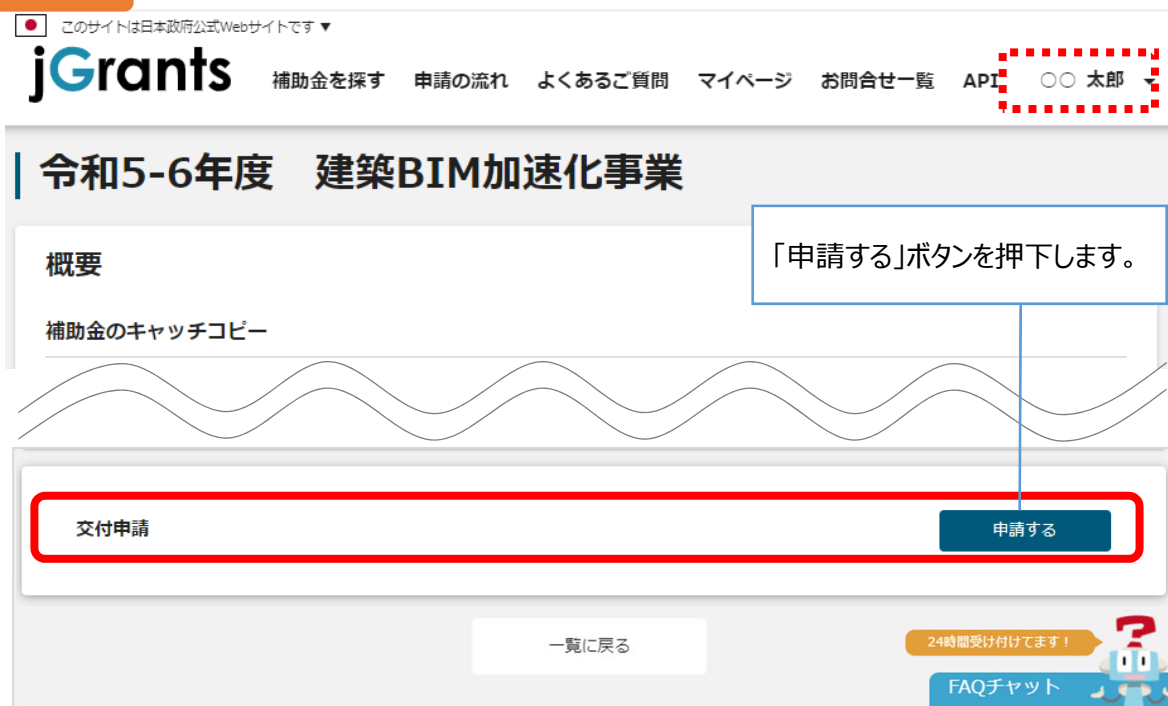 このサイトは日本政府公式Webサイトです ▼
jGrants 補助金を探す 申請の流れ よくあるご質問 マイページ お問合せ一覧 API ○○ 太郎
令和5-6年度　建築BIM加速化事業
「申請する」ボタンを押下します。
概要
補助金のキャッチコピー
交付申請 申請する
一覧に戻る
24時間受け付けてます！
FAQチャット